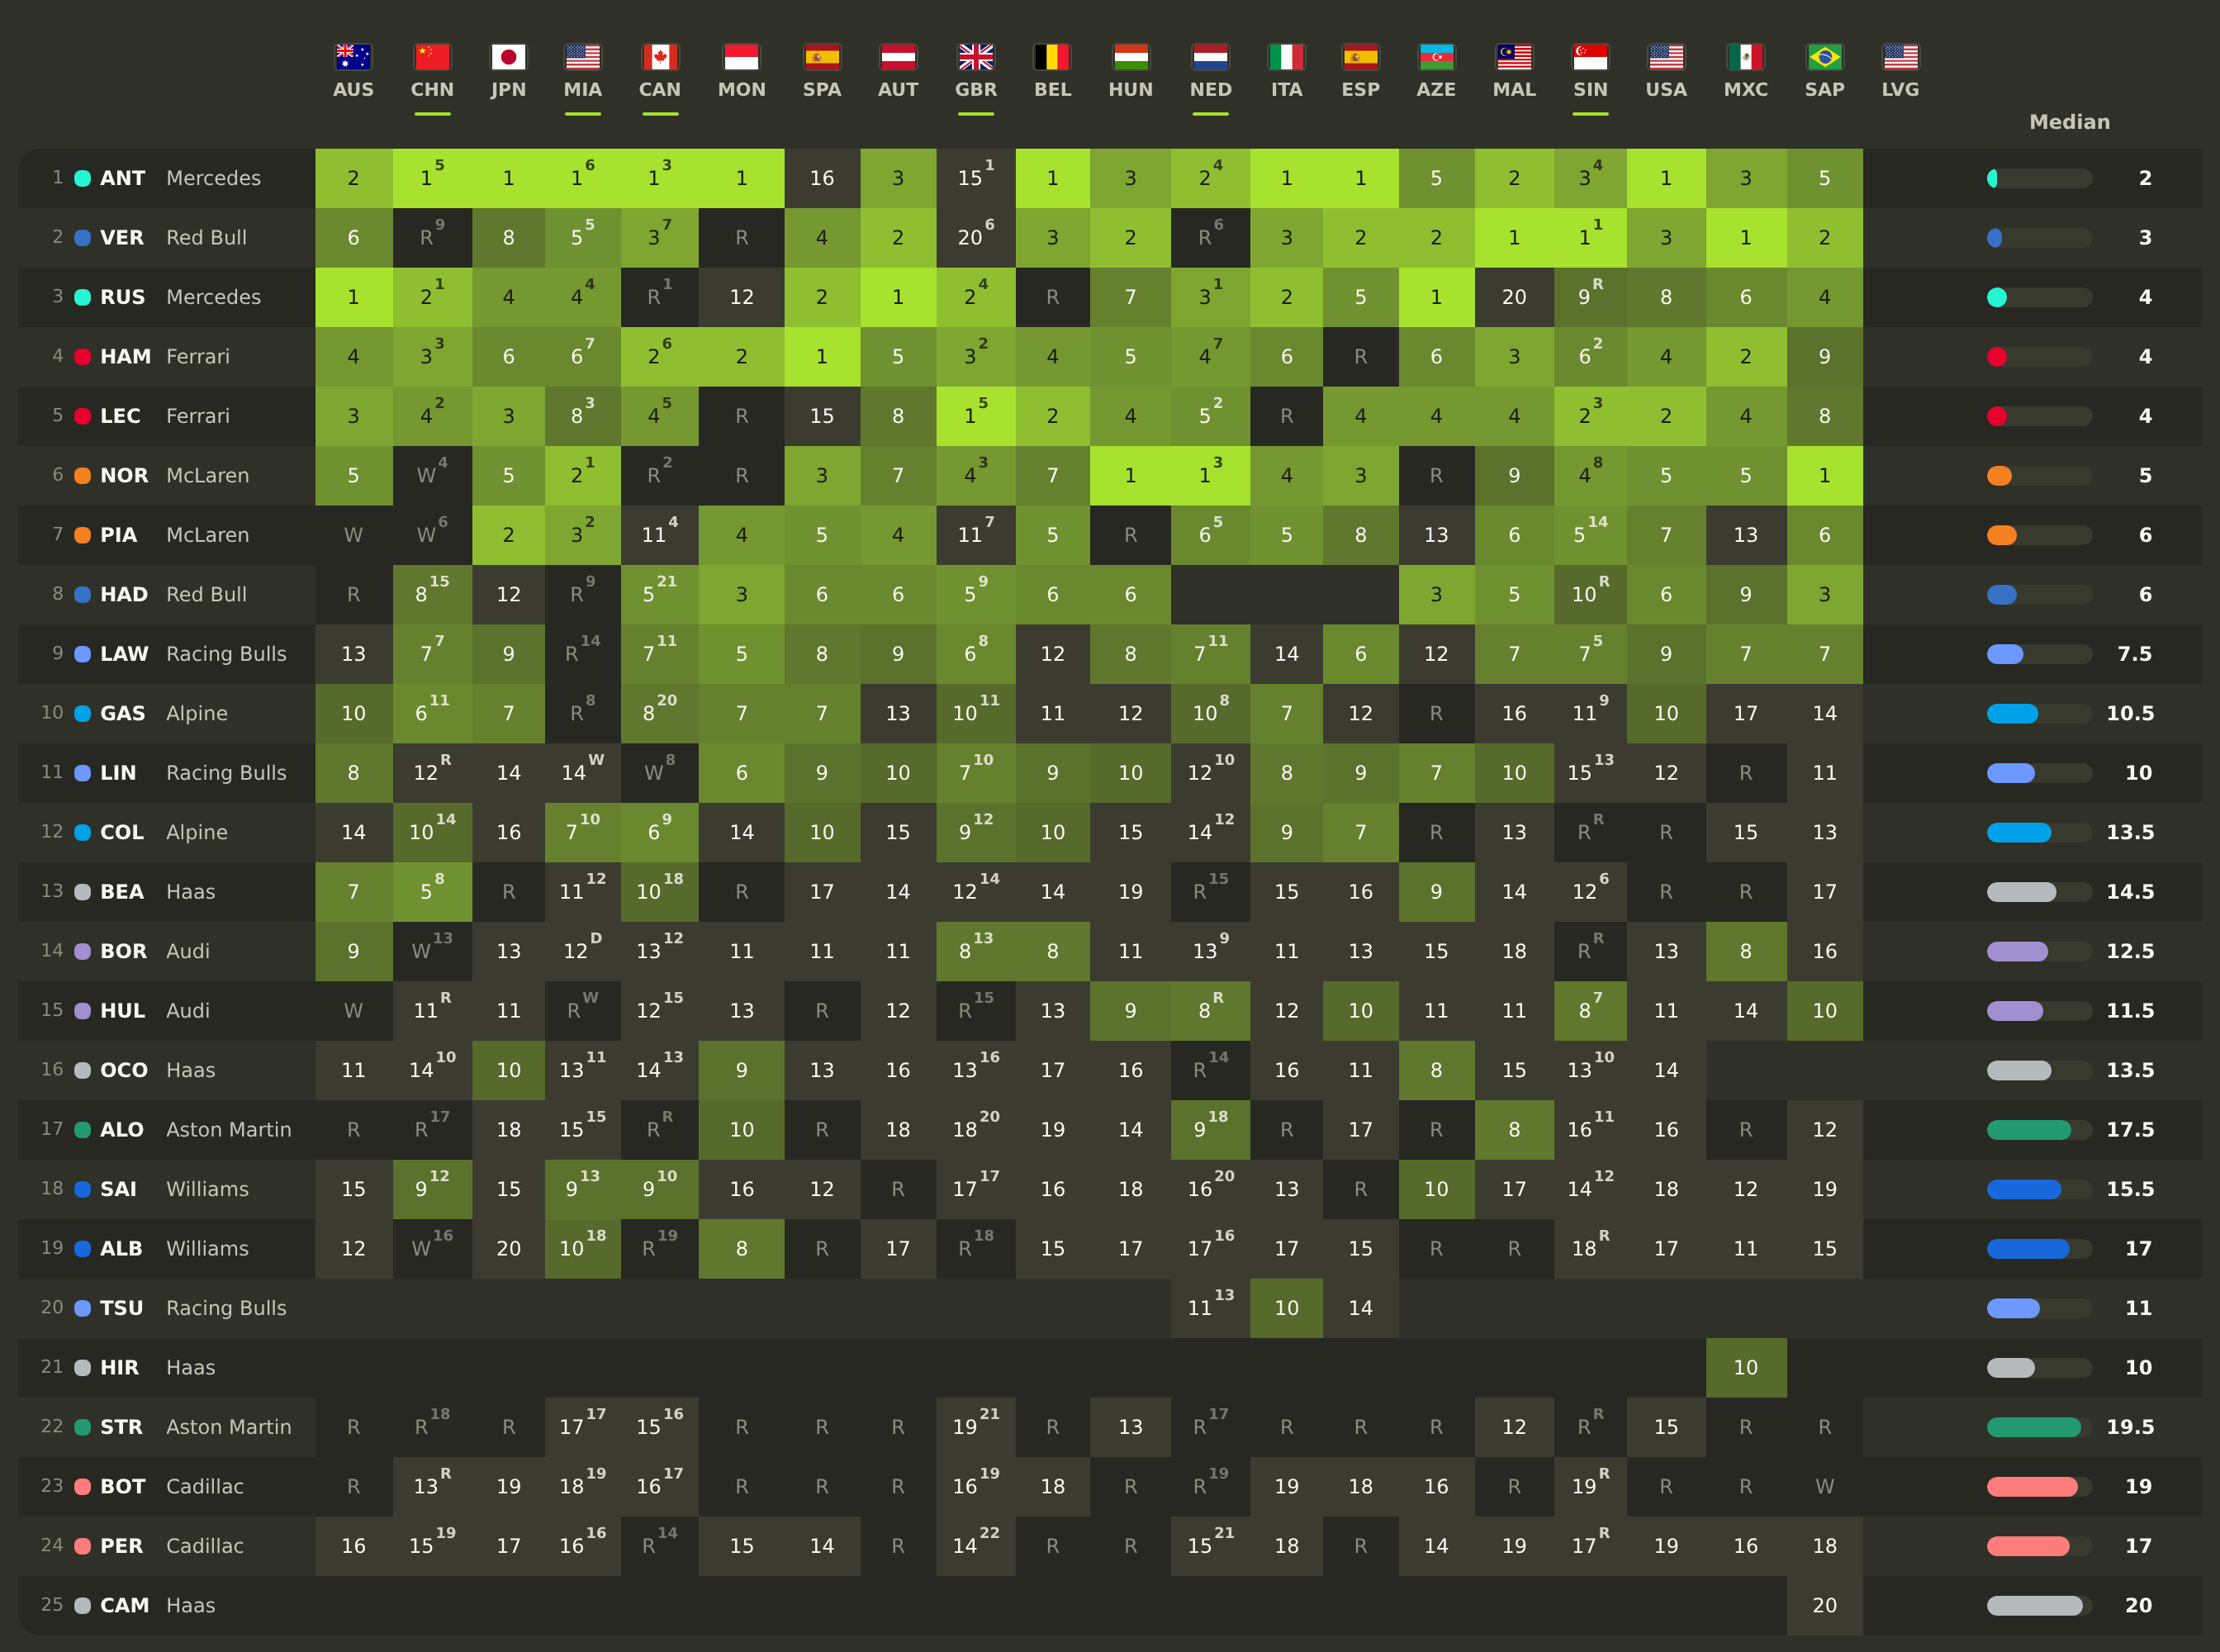 AUS CHN JPN MIA CAN MON SPA AUT GBR BEL HUN NED ITA ESP AZE MAL SIN USA MXC SAP LVG
Median
1 ANT Mercedes 2 1 5 1 1 6 1 3 1 16 3 15 1 1 3 2 4 1 1 5 2 3 4 1 3 5 2
2 VER Red Bull 6 R 9 8 5 5 3 7 R 4 2 20 6 3 2 R 6 3 2 2 1 1 1 3 1 2 3
3 RUS Mercedes 1 2 1 4 4 4 R 1 12 2 1 2 4 R 7 3 1 2 5 1 20 9 R 8 6 4 4
4 HAM Ferrari 4 3 3 6 6 7 2 6 2 1 5 3 2 4 5 4 7 6 R 6 3 6 2 4 2 9 4
5 LEC Ferrari 3 4 2 3 8 3 4 5 R 15 8 1 5 2 4 5 2 R 4 4 4 2 3 2 4 8 4
6 NOR McLaren 5 W 4 5 2 1 R 2 R 3 7 4 3 7 1 1 3 4 3 R 9 4 8 5 5 1 5
7 PIA McLaren W W 6 2 3 2 11 4 4 5 4 11 7 5 R 6 5 5 8 13 6 5 14 7 13 6 6
8 HAD Red Bull R 8 15 12 R 9 5 21 3 6 6 5 9 6 6 3 5 10 R 6 9 3 6
9 LAW Racing Bulls 13 7 7 9 R 14 7 11 5 8 9 6 8 12 8 7 11 14 6 12 7 7 5 9 7 7 7.5
10 GAS Alpine 10 6 11 7 R 8 8 20 7 7 13 10 11 11 12 10 8 7 12 R 16 11 9 10 17 14 10.5
11 LIN Racing Bulls 8 12 R 14 14 W W 8 6 9 10 7 10 9 10 12 10 8 9 7 10 15 13 12 R 11 10
12 COL Alpine 14 10 14 16 7 10 6 9 14 10 15 9 12 10 15 14 12 9 7 R 13 R R R 15 13 13.5
13 BEA Haas 7 5 8 R 11 12 10 18 R 17 14 12 14 14 19 R 15 15 16 9 14 12 6 R R 17 14.5
14 BOR Audi 9 W 13 13 12 D 13 12 11 11 11 8 13 8 11 13 9 11 13 15 18 R R 13 8 16 12.5
15 HUL Audi W 11 R 11 R W 12 15 13 R 12 R 15 13 9 8 R 12 10 11 11 8 7 11 14 10 11.5
16 OCO Haas 11 14 10 10 13 11 14 13 9 13 16 13 16 17 16 R 14 16 11 8 15 13 10 14 13.5
17 ALO Aston Martin R R 17 18 15 15 R R 10 R 18 18 20 19 14 9 18 R 17 R 8 16 11 16 R 12 17.5
18 SAI Williams 15 9 12 15 9 13 9 10 16 12 R 17 17 16 18 16 20 13 R 10 17 14 12 18 12 19 15.5
19 ALB Williams 12 W 16 20 10 18 R 19 8 R 17 R 18 15 17 17 16 17 15 R R 18 R 17 11 15 17
20 TSU Racing Bulls 11 13 10 14 11
21 HIR Haas 10 10
22 STR Aston Martin R R 18 R 17 17 15 16 R R R 19 21 R 13 R 17 R R R 12 R R 15 R R 19.5
23 BOT Cadillac R 13 R 19 18 19 16 17 R R R 16 19 18 R R 19 19 18 16 R 19 R R R W 19
24 PER Cadillac 16 15 19 17 16 16 R 14 15 14 R 14 22 R R 15 21 18 R 14 19 17 R 19 16 18 17
25 CAM Haas 20 20